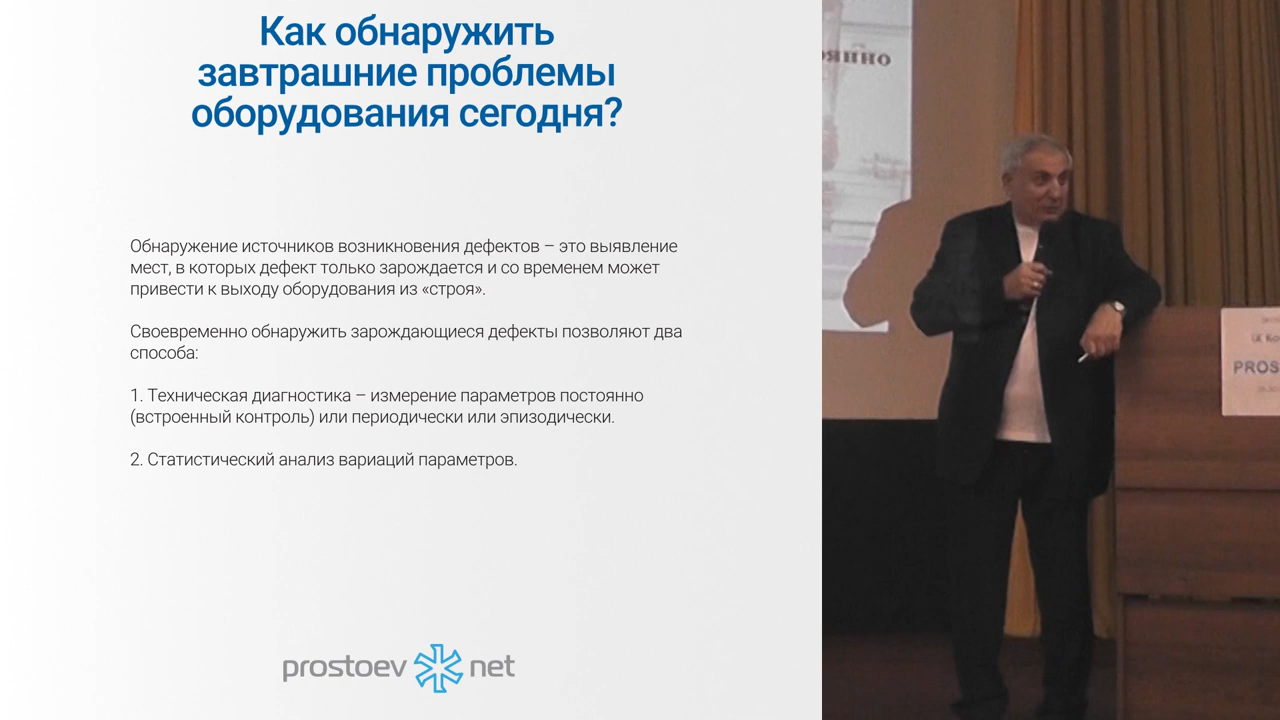 Как обнаружить
завтрашние проблемы
оборудования сегодня?
Обнаружение источников возникновения дефектов – это выявление
мест, в которых дефект только зарождается и со временем может
привести к выходу оборудования из «строя».
Своевременно обнаружить зарождающиеся дефекты позволяют два
способа:
1. Техническая диагностика – измерение параметров постоянно
(встроенный контроль) или периодически или эпизодически.
2. Статистический анализ вариаций параметров.
prostoev net
PROS